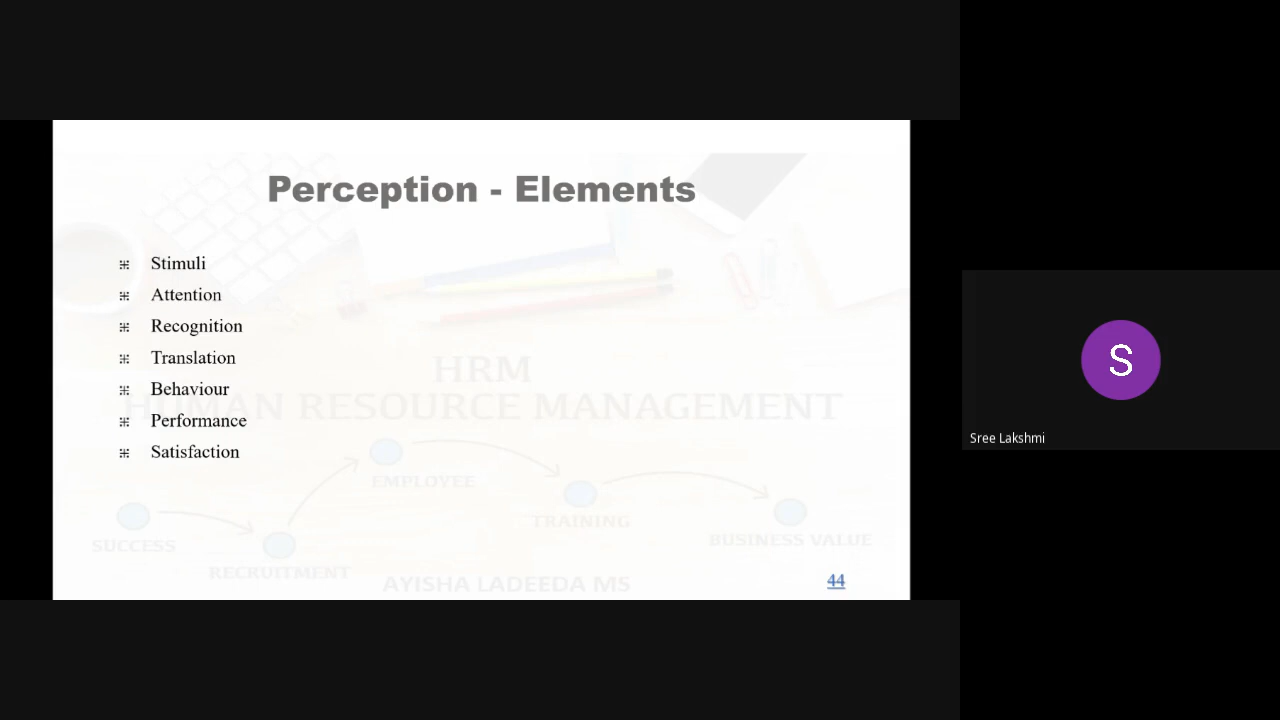 Perception - Elements
Stimuli
Attention
Recognition
Translation
Behaviour
Performance
Satisfaction
HRM
HUMAN RESOURCE MANAGEMENT
EMPLOYEE
TRAINING
SUCCESS
BUSINESS VALUE
RECRUITMENT
AYISHA LADEEDA MS
44
S
Sree Lakshmi